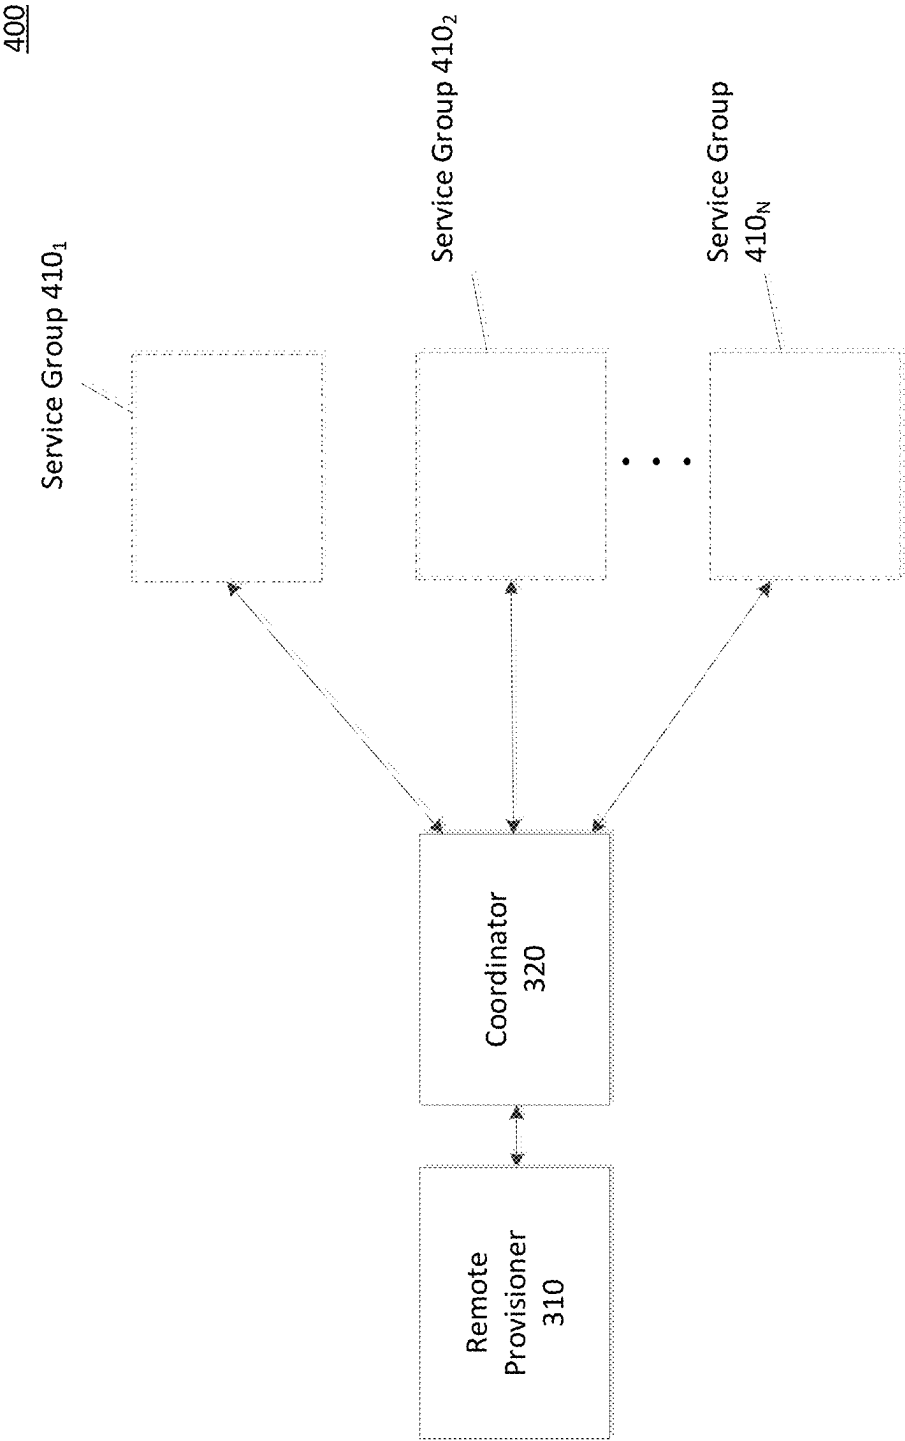 400
Service Group 410₁
Service Group 410₂
Service Group
410ₙ
Coordinator
320
Remote
Provisioner
310